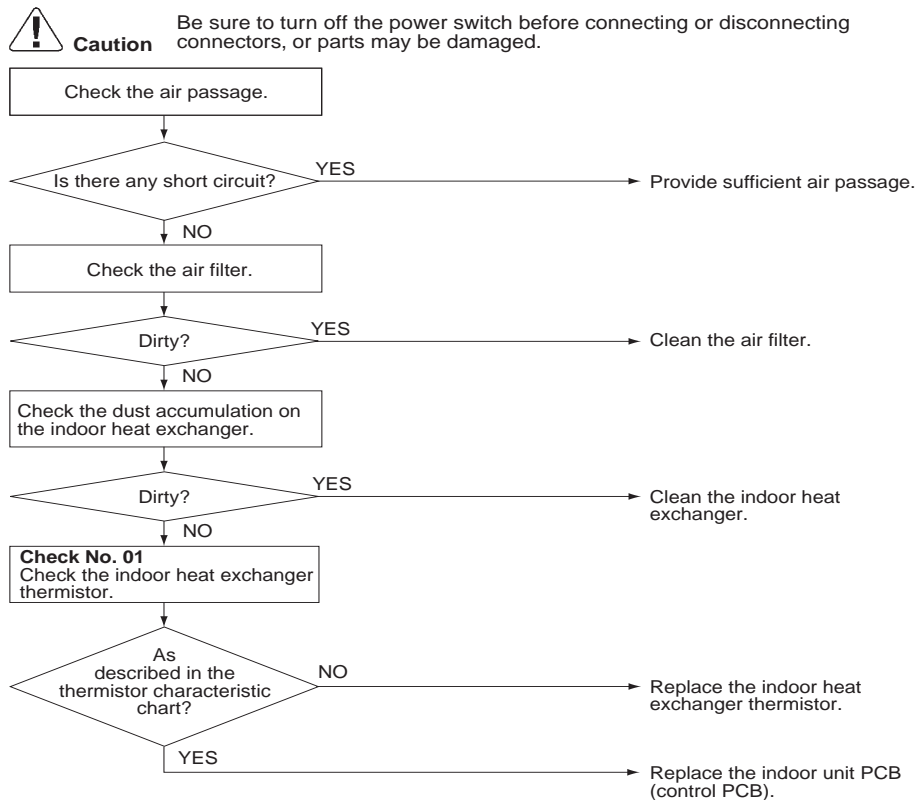 Be sure to turn off the power switch before connecting or disconnecting
Caution connectors, or parts may be damaged.
Check the air passage.
Is there any short circuit?
YES
Provide sufficient air passage.
NO
Check the air filter.
Dirty?
YES
Clean the air filter.
NO
Check the dust accumulation on
the indoor heat exchanger.
Dirty?
YES
Clean the indoor heat
exchanger.
NO
Check No. 01
Check the indoor heat exchanger
thermistor.
As
described in the
thermistor characteristic
chart?
NO
Replace the indoor heat
exchanger thermistor.
YES
Replace the indoor unit PCB
(control PCB).